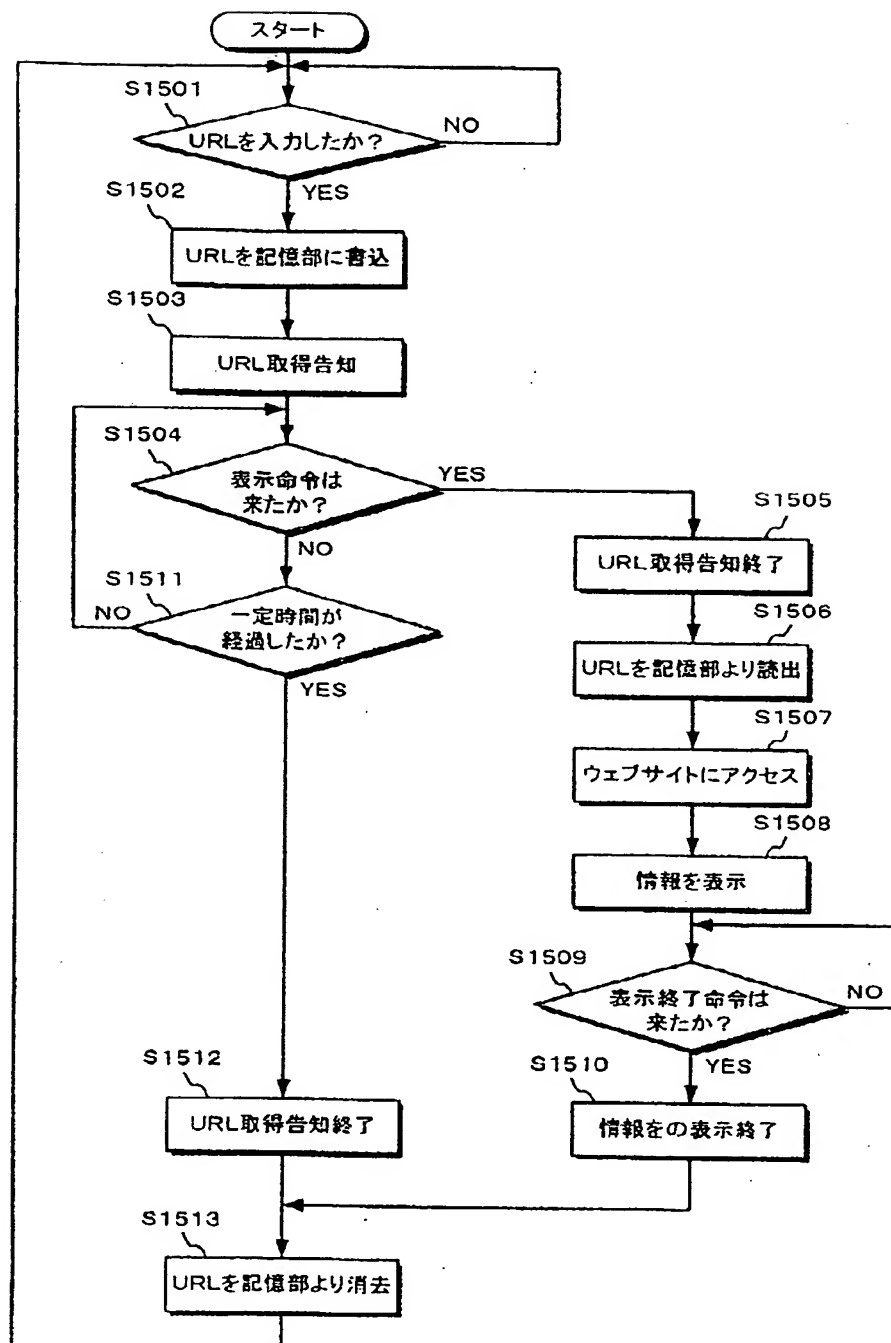 スタート
S1501
URLを入力したか?
NO
YES
S1502
URLを記憶部に書込
S1503
URL取得告知
S1504
表示命令は
来たか?
YES
NO
S1511
一定時間が
経過したか?
NO
YES
S1505
URL取得告知終了
S1506
URLを記憶部より読出
S1507
ウェブサイトにアクセス
S1508
情報を表示
S1509
表示終了命令は
来たか?
NO
YES
S1510
情報をの表示終了
S1512
URL取得告知終了
S1513
URLを記憶部より消去